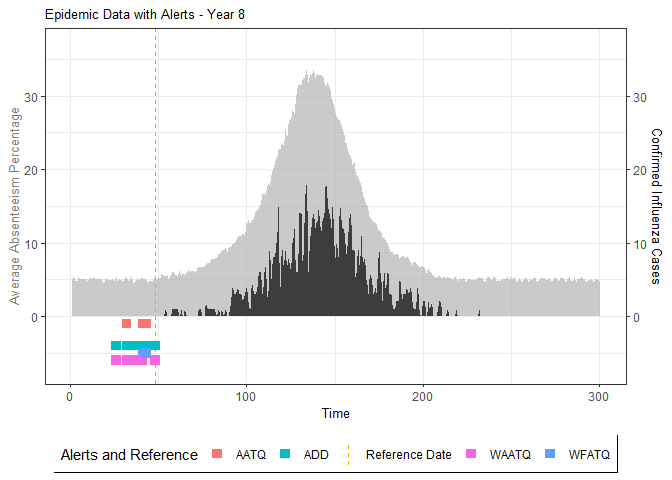 Epidemic Data with Alerts - Year 8
Average Absenteeism Percentage
30
20
10
0
30
20
10
0
Confirmed Influenza Cases
0 100 200 300
Time
Alerts and Reference AATQ ADD Reference Date WAATQ WFATQ